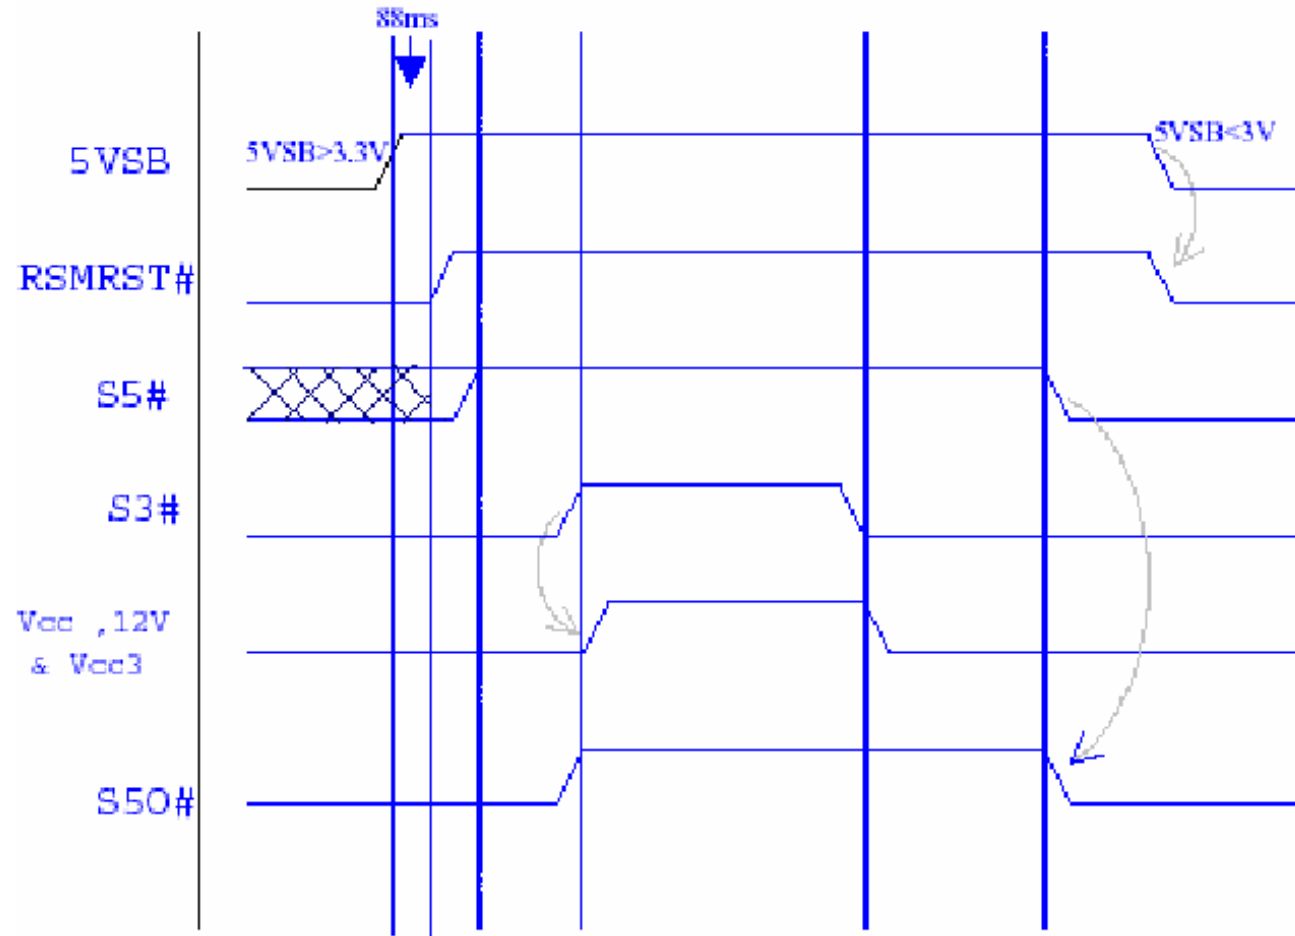 88ms
5VSB
5VSB>3.3V
5VSB<3V
RSMRST#
S5#
S3#
Vcc ,12V
& Vcc3
S5O#